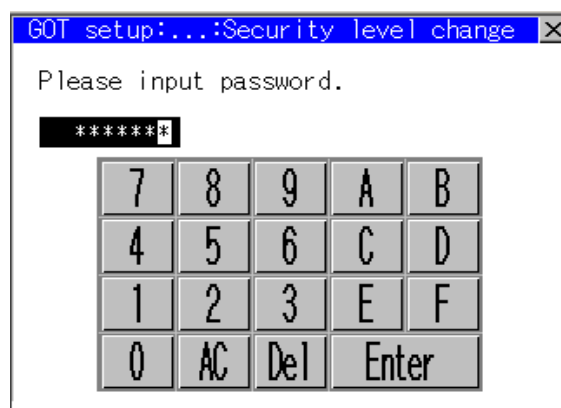 GOT setup:...:Security level change ×
Please input password.
*******
7 8 9 A B
4 5 6 C D
1 2 3 E F
0 AC Del Enter